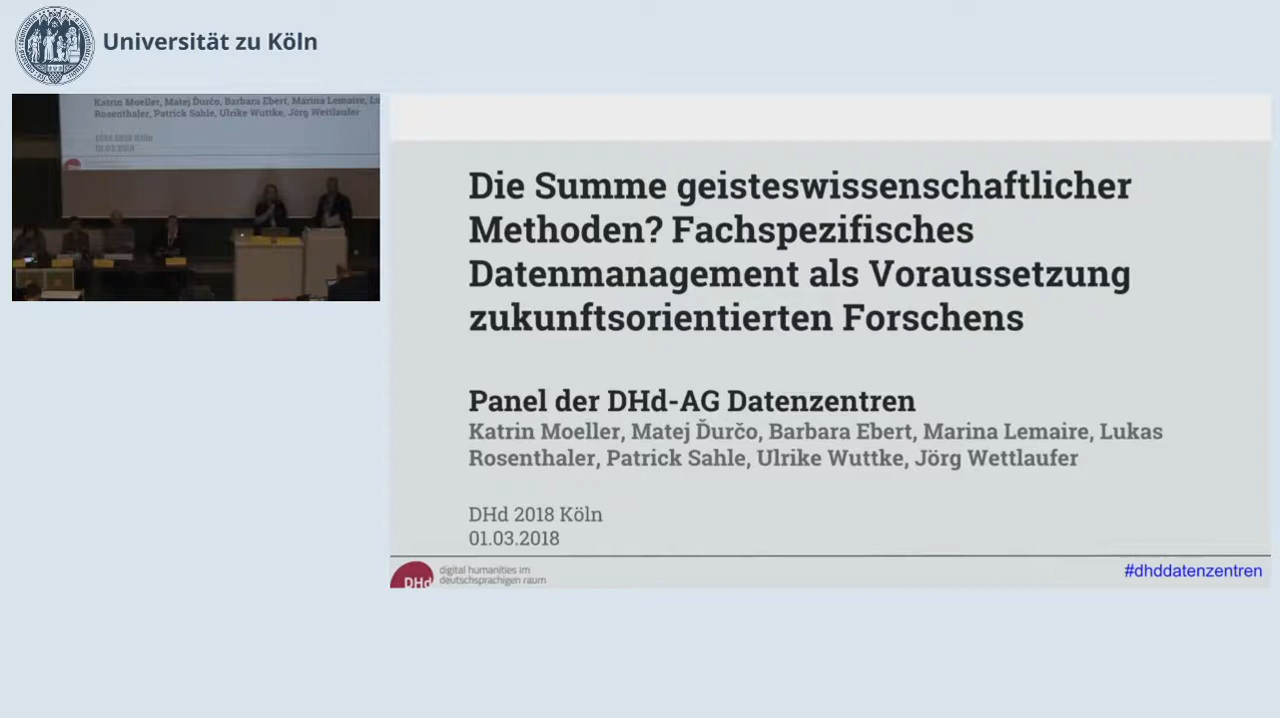 Universität zu Köln
Katrin Moeller, Matej Ďurčo, Barbara Ebert, Marina Lemaire, Lu
Rosenthaler, Patrick Sahle, Ulrike Wuttke, Jörg Wettlaufer
DHd 2018 Köln
01.03.2018
Die Summe geisteswissenschaftlicher
Methoden? Fachspezifisches
Datenmanagement als Voraussetzung
zukunftsorientierten Forschens
Panel der DHd-AG Datenzentren
Katrin Moeller, Matej Ďurčo, Barbara Ebert, Marina Lemaire, Lukas
Rosenthaler, Patrick Sahle, Ulrike Wuttke, Jörg Wettlaufer
DHd 2018 Köln
01.03.2018
DHd
digital humanities im
deutschsprachigen raum
#dhddatenzentren